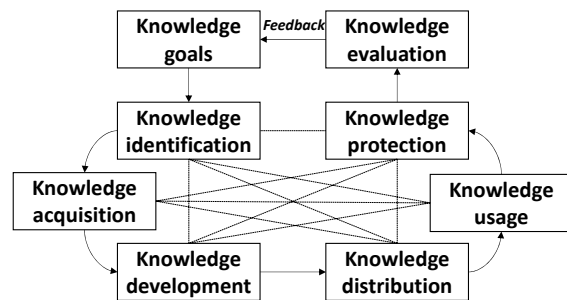 Knowledge
goals
Feedback
Knowledge
evaluation
Knowledge
identification
Knowledge
protection
Knowledge
acquisition
Knowledge
usage
Knowledge
development
Knowledge
distribution